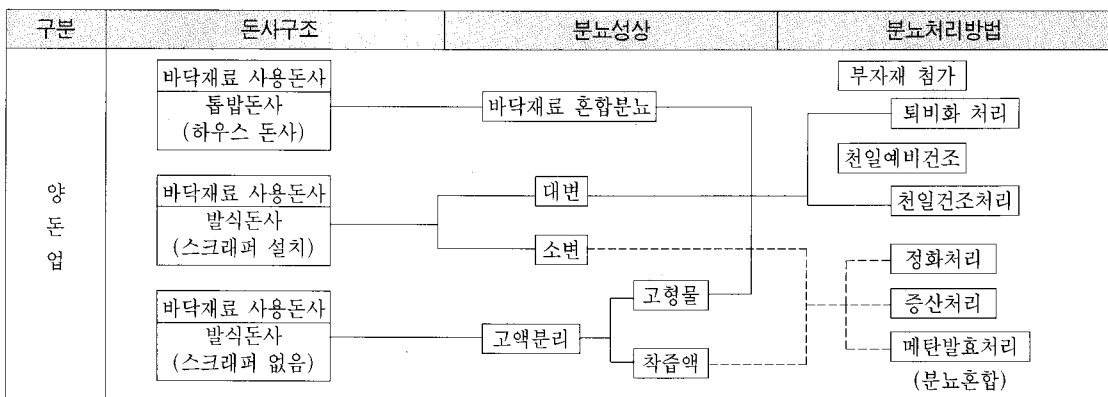 구분 돈사구조 분뇨성상 분뇨처리방법
양돈업
바닥재료 사용돈사
톱밥돈사
(하우스 돈사)
바닥재료 사용돈사
발식돈사
(스크래퍼 설치)
바닥재료 사용돈사
발식돈사
(스크래퍼 없음)
바닥재료 혼합분뇨
대변
소변
고액분리
고형물
착즙액
부자재 첨가
퇴비화 처리
천일예비건조
천일건조처리
정화처리
증산처리
메탄발효처리
(분뇨혼합)